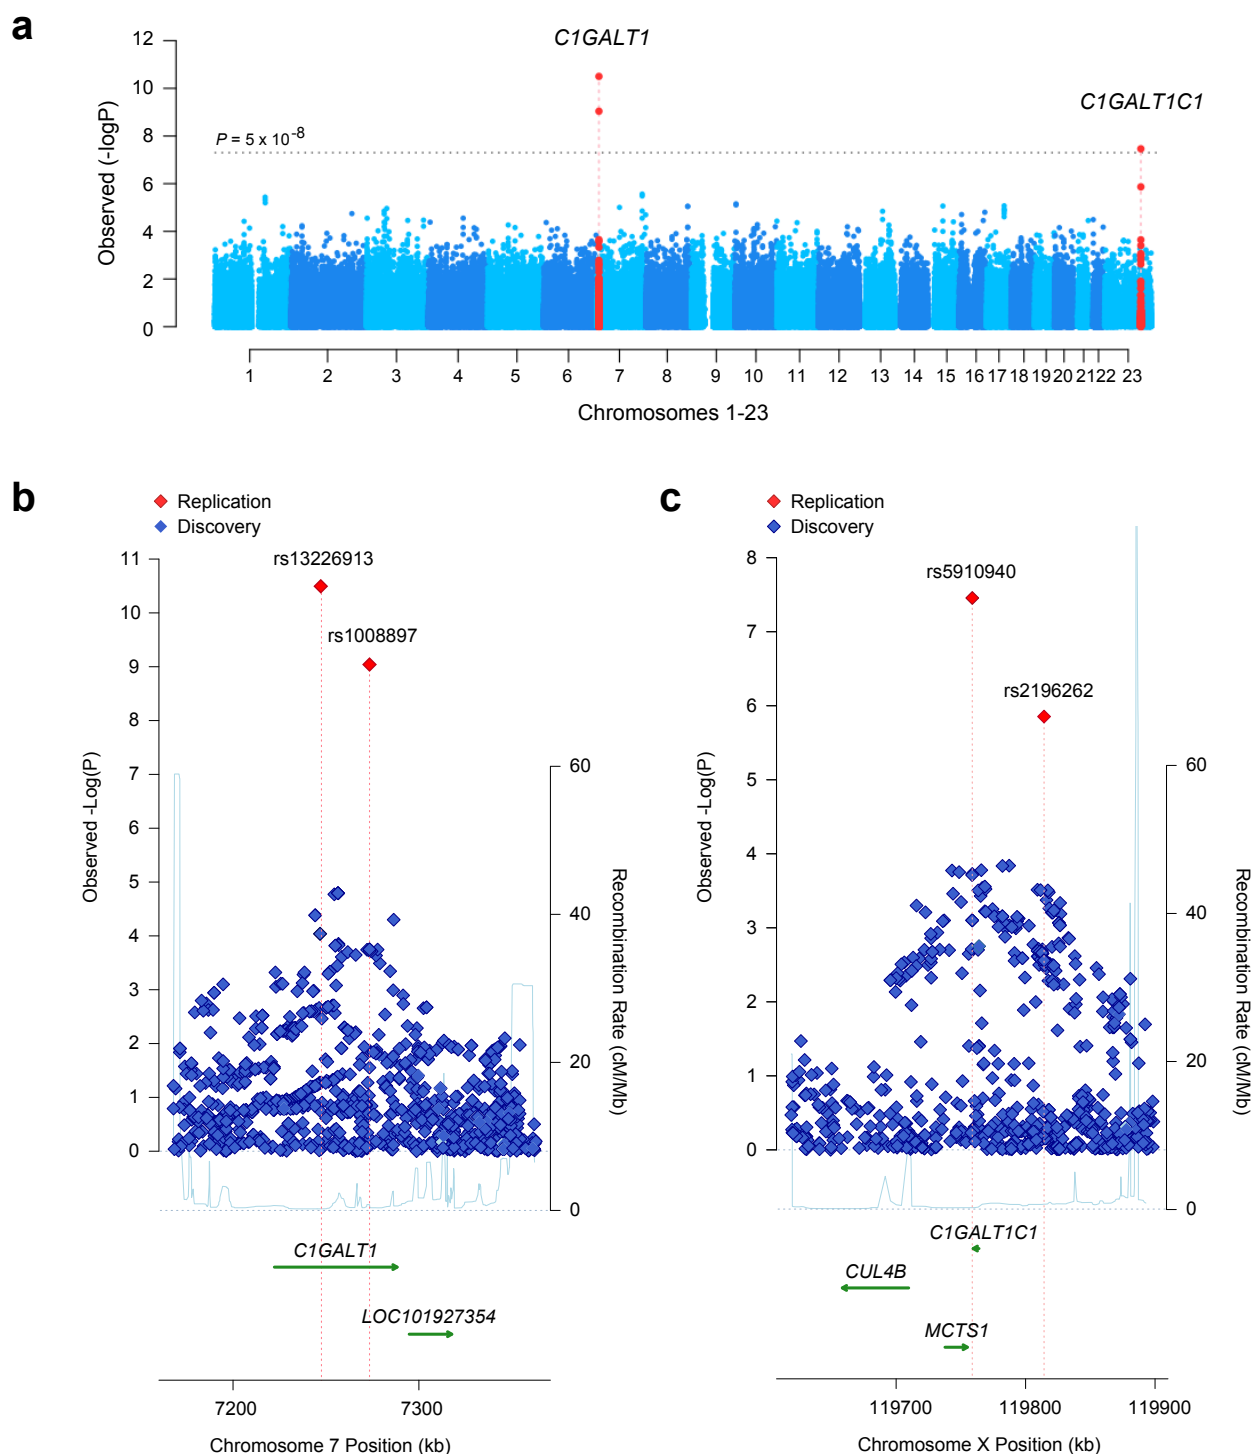 a
C1GALT1
C1GALT1C1
P = 5 x 10-8
Observed (-logP)
12
10
8
6
4
2
0
1 2 3 4 5 6 7 8 9 10 11 12 13 14 15 16 17 18 19 20 21 22 23
Chromosomes 1-23
b
Replication
Discovery
rs13226913
rs1008897
Observed -Log(P)
11
10
9
8
7
6
5
4
3
2
1
0
60
40
20
0
Recombination Rate (cM/Mb)
C1GALT1
LOC101927354
7200 7300
Chromosome 7 Position (kb)
c
Replication
Discovery
rs5910940
rs2196262
Observed -Log(P)
8
7
6
5
4
3
2
1
0
60
40
20
0
Recombination Rate (cM/Mb)
C1GALT1C1
CUL4B
MCTS1
119700 119800 119900
Chromosome X Position (kb)